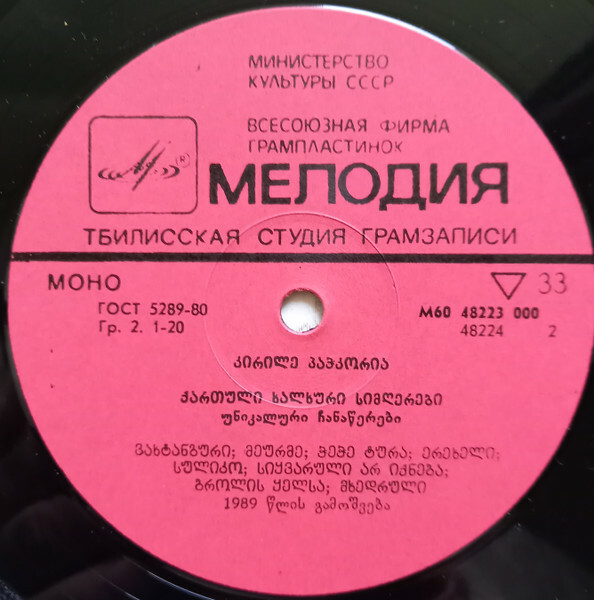 МИНИСТЕРСТВО
КУЛЬТУРЫ СССР
ВСЕСОЮЗНАЯ ФИРМА
ГРАМПЛАСТИНОК
®
МЕЛОДИЯ
ТБИЛИССКАЯ СТУДИЯ ГРАМЗАПИСИ
МОНО
33
ГОСТ 5289-80
Гр. 2. 1-20
М60 48223 000
48224 2
კირილე პაჭკორია
ქართული ხალხური სიმღერები
უნიკალური ჩანაწერები
ვახტანგური; მეურმე; პეპე ტურა; ერეხელი;
სულიკო; სიყვარული არ იქნება;
ბროლის ყელსა; მხედრული
1989 წლის გამოშვება